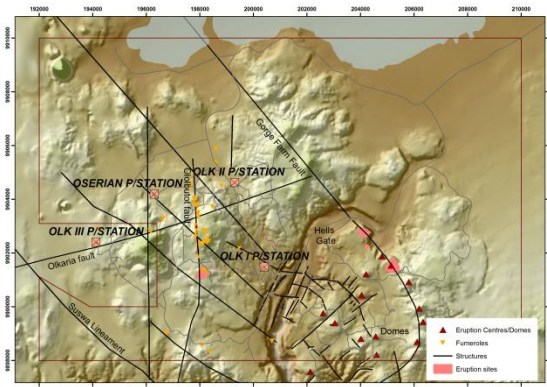 192000 194000 196000 198000 200000 202000 204000 206000 208000
9910000
9908000
9906000
9904000
9902000
9900000
9898000
Gorge Farm Fault
OLK II P/STATION
OSERIAN P/STATION
Ololbutot fault
OLK III P/STATION
Hells
Gate
OLK I P/STATION
Olkaria fault
Suswa Lineament
Domes
Eruption Centres/Domes
Fumeroles
Structures
Eruption sites